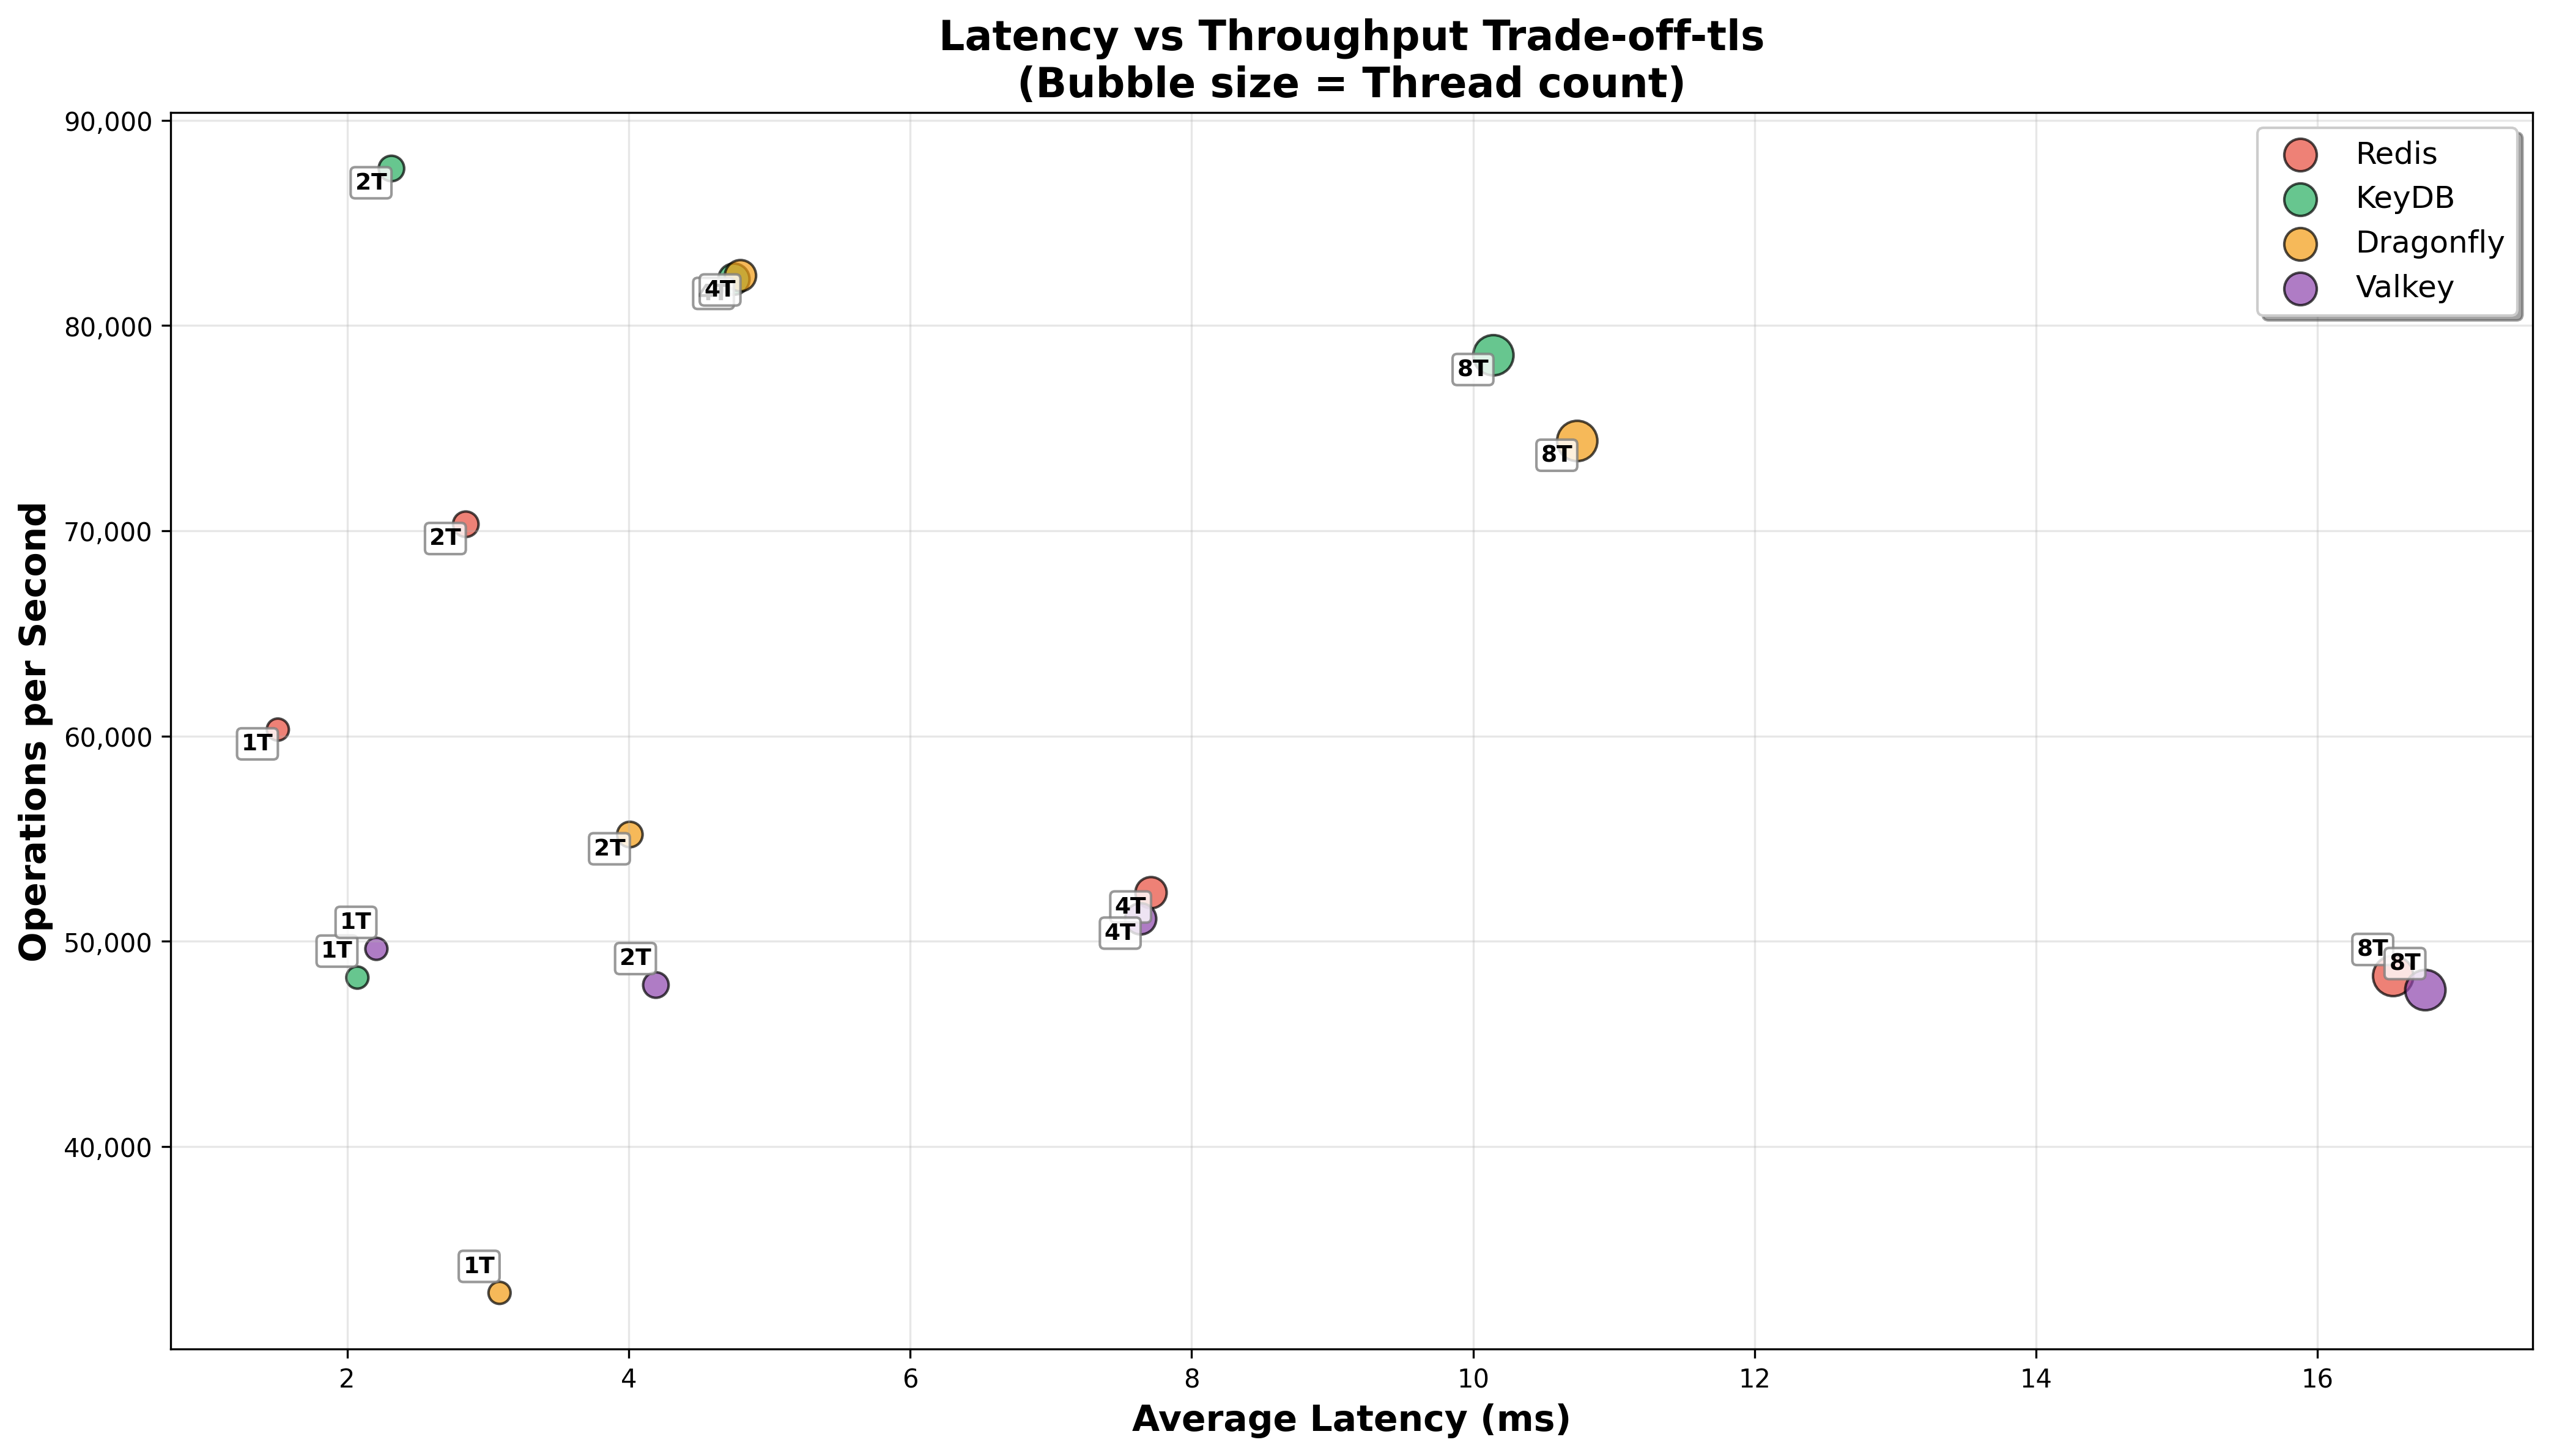 Latency vs Throughput Trade-off-tls
(Bubble size = Thread count)
Operations per Second
90,000
80,000
70,000
60,000
50,000
40,000
2T
4T
8T
8T
2T
1T
2T
4T
4T
1T
1T
2T
8T
8T
1T
Redis
KeyDB
Dragonfly
Valkey
2
4
6
8
10
12
14
16
Average Latency (ms)